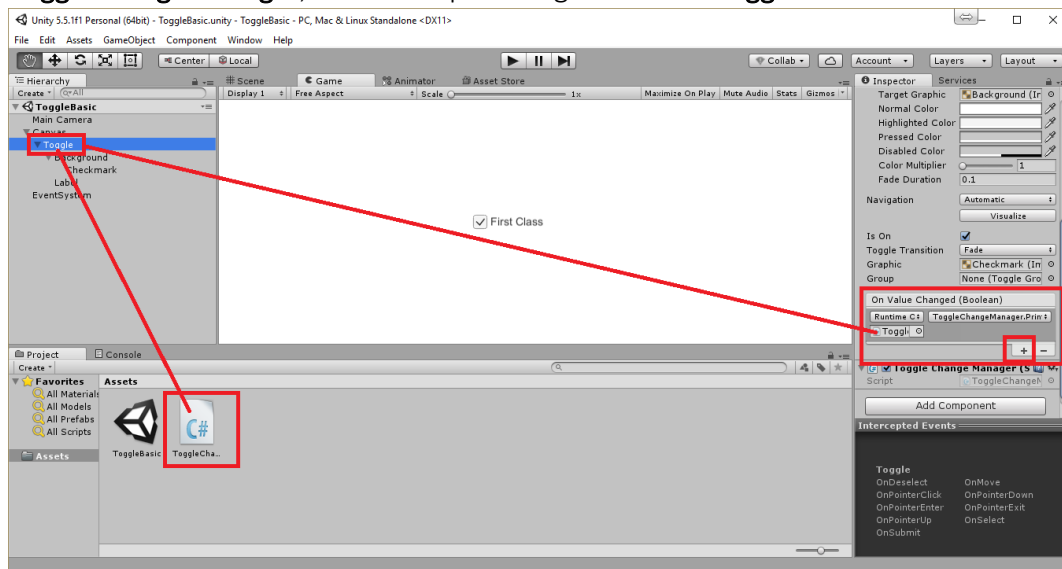 Unity 5.5.1f1 Personal (64bit) - ToggleBasic.unity - ToggleBasic - PC, Mac & Linux Standalone <DX11>
File Edit Assets GameObject Component Window Help
Center Local Collab Account Layers Layout
Hierarchy
Create All
ToggleBasic
Main Camera
Canvas
Toggle
Background
Checkmark
Label
EventSystem
Scene Game Animator Asset Store
Display 1 Free Aspect Scale 1x Maximize On Play Mute Audio Stats Gizmos
First Class
Inspector Services
Target Graphic Background (Ir
Normal Color
Highlighted Color
Pressed Color
Disabled Color
Color Multiplier 1
Fade Duration 0.1
Navigation Automatic
Visualize
Is On
Toggle Transition Fade
Graphic Checkmark (Im
Group None (Toggle Gro
On Value Changed (Boolean)
Runtime C ToggleChangeManager.Prin
Toggl
+ -
Toggle Change Manager (S
Script ToggleChangeM
Add Component
Intercepted Events
Toggle
OnDeselect OnMove
OnPointerClick OnPointerDown
OnPointerEnter OnPointerExit
OnPointerUp OnSelect
OnSubmit
Project Console
Create
Favorites
All Materials
All Models
All Prefabs
All Scripts
Assets
Assets
C#
ToggleBasic ToggleCha...